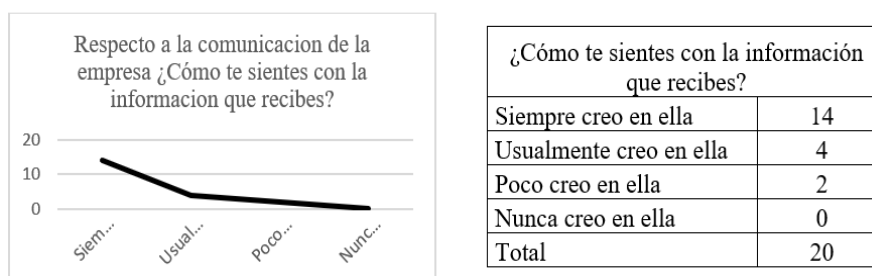 Respecto a la comunicacion de la
empresa ¿Cómo te sientes con la
informacion que recibes?
20
10
0
Siem...
Usual...
Poco...
Nunc...
¿Cómo te sientes con la información
que recibes?
Siempre creo en ella 14
Usualmente creo en ella 4
Poco creo en ella 2
Nunca creo en ella 0
Total 20